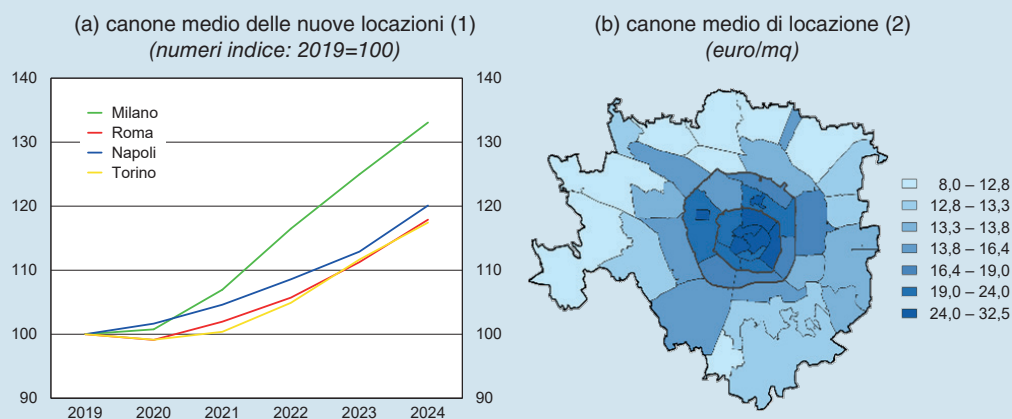 (a) canone medio delle nuove locazioni (1)
(numeri indice: 2019=100)
140
130
120
110
100
90
140
130
120
110
100
90
Milano
Roma
Napoli
Torino
2019 2020 2021 2022 2023 2024
(b) canone medio di locazione (2)
(euro/mq)
8,0 – 12,8
12,8 – 13,3
13,3 – 13,8
13,8 – 16,4
16,4 – 19,0
19,0 – 24,0
24,0 – 32,5